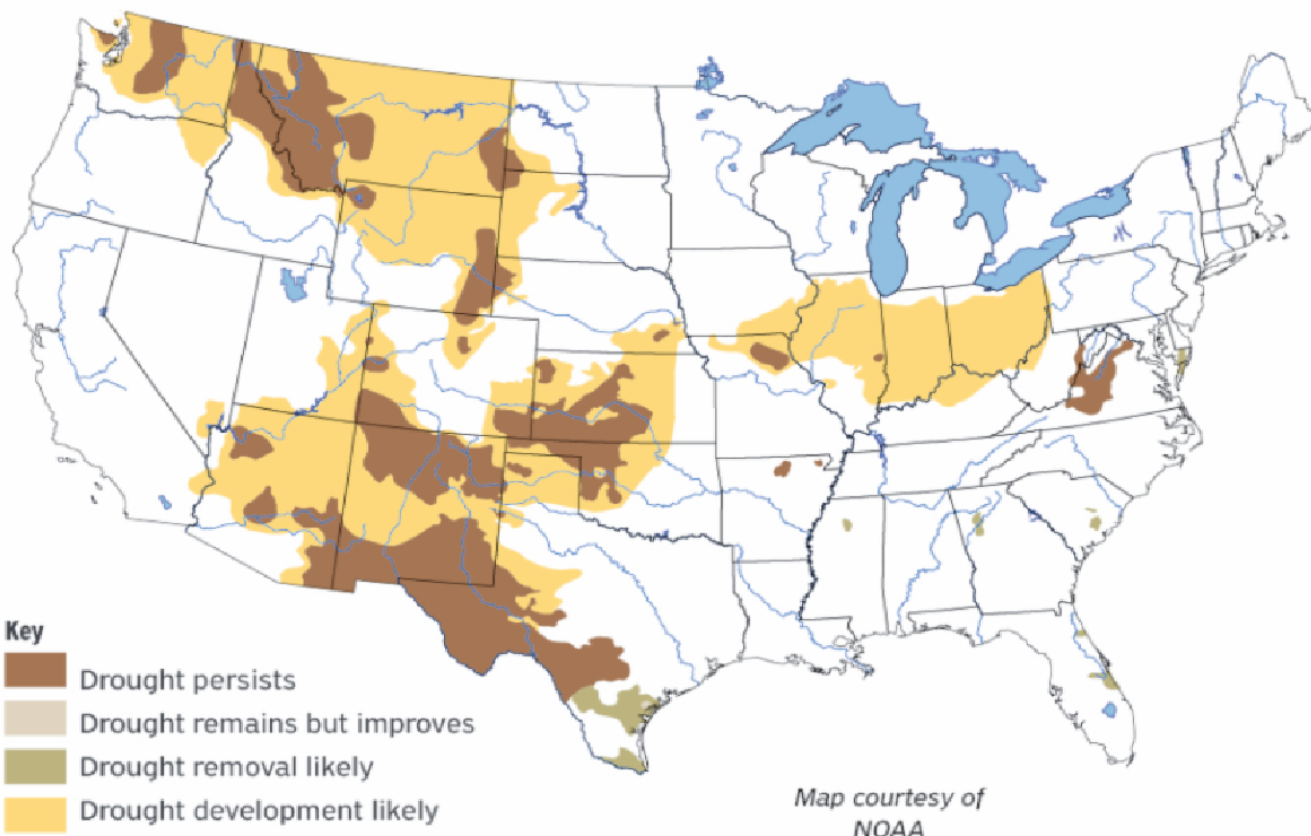 Key
Drought persists
Drought remains but improves
Drought removal likely
Drought development likely
Map courtesy of
NOAA